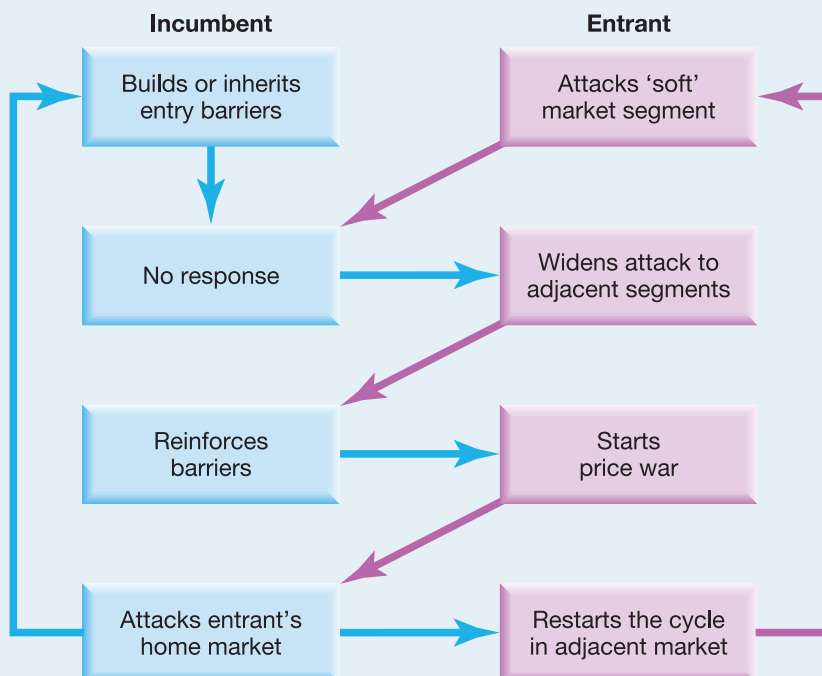 Incumbent
Entrant
Builds or inherits
entry barriers
Attacks ‘soft’
market segment
No response
Widens attack to
adjacent segments
Reinforces
barriers
Starts
price war
Attacks entrant’s
home market
Restarts the cycle
in adjacent market